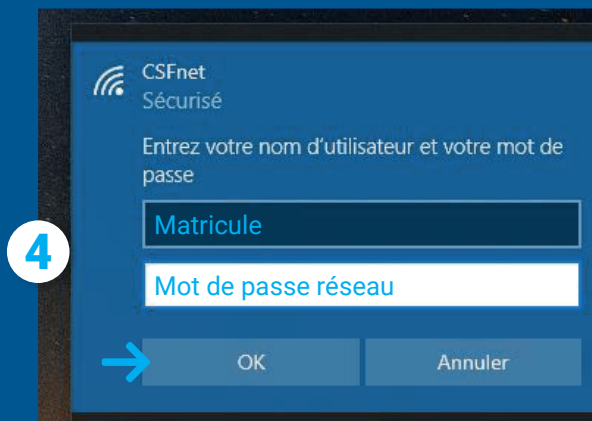 CSFnet
Sécurisé
Entrez votre nom d'utilisateur et votre mot de
passe
4
Matricule
Mot de passe réseau
OK
Annuler